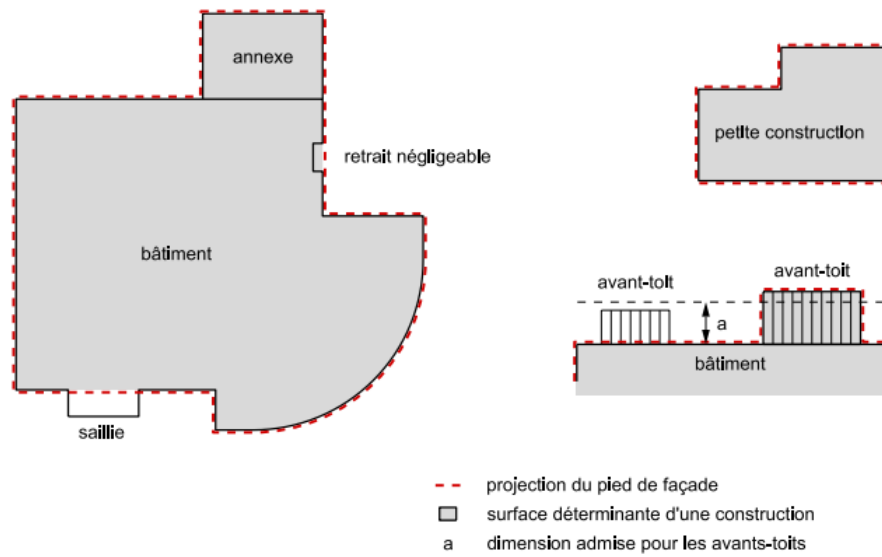 annexe
petite construction
retrait négligeable
bâtiment
avant-toit
avant-toit
a
bâtiment
saillie
projection du pied de façade
surface déterminante d'une construction
a dimension admise pour les avants-toits